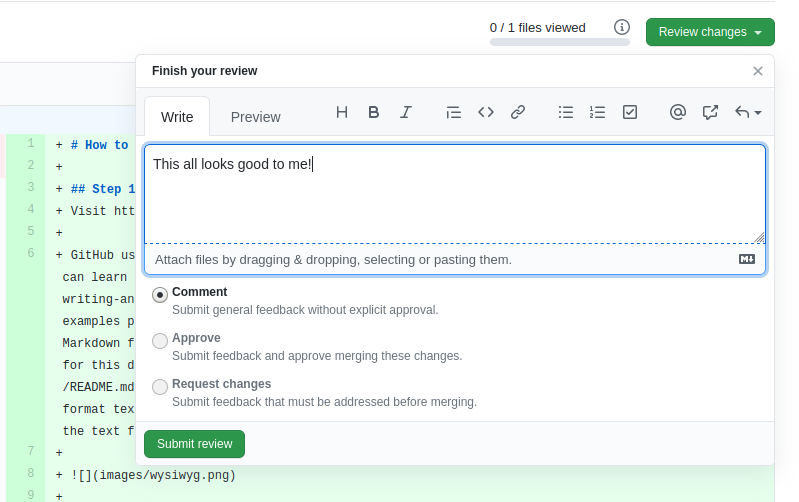 0 / 1 files viewed
Review changes
Finish your review
Write
Preview
This all looks good to me!
Attach files by dragging & dropping, selecting or pasting them.
Comment
Submit general feedback without explicit approval.
Approve
Submit feedback and approve merging these changes.
Request changes
Submit feedback that must be addressed before merging.
Submit review
1 + # How to
2 +
3 + ## Step 1
4 + Visit htt
5 +
6 + GitHub us
can learn
writing-an
examples p
Markdown f
for this d
/README.md
format tex
the text f
7 +
8 + ![](images/wysiwyg.png)
9 +